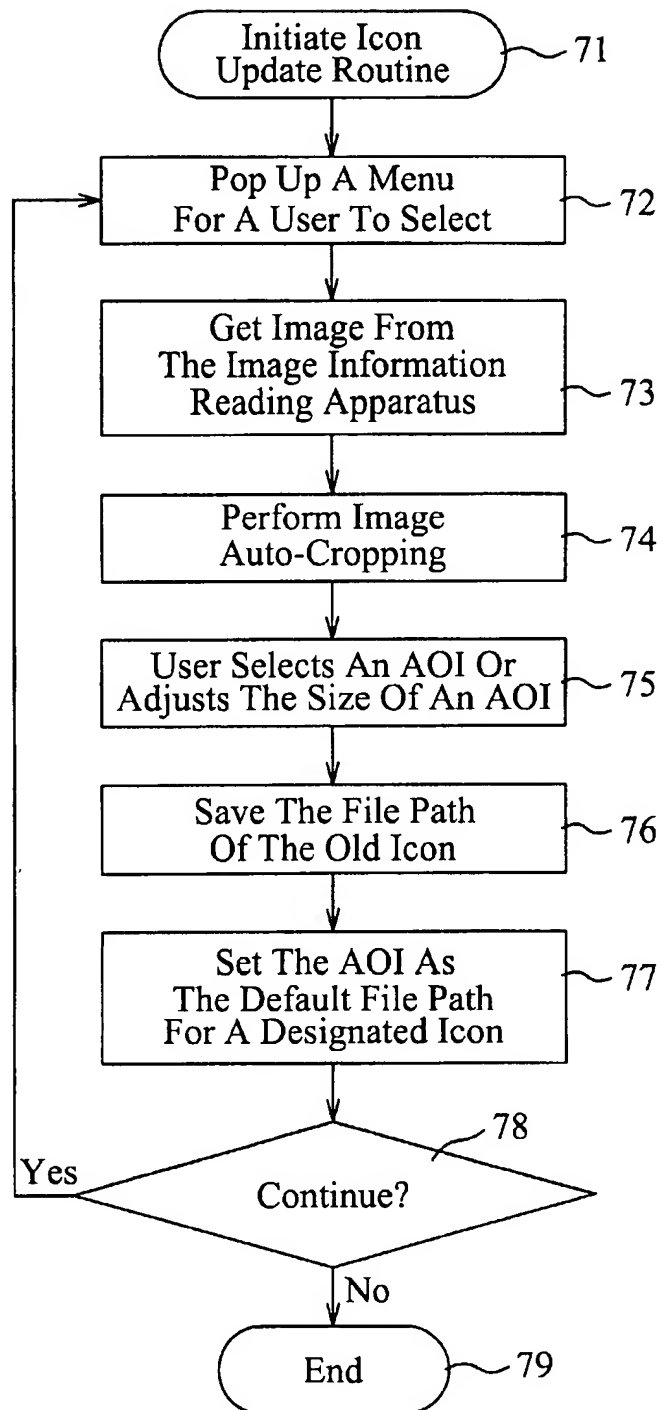 Initiate Icon
Update Routine
71
Pop Up A Menu
For A User To Select
72
Get Image From
The Image Information
Reading Apparatus
73
Perform Image
Auto-Cropping
74
User Selects An AOI Or
Adjusts The Size Of An AOI
75
Save The File Path
Of The Old Icon
76
Set The AOI As
The Default File Path
For A Designated Icon
77
78
Yes
Continue?
No
End
79